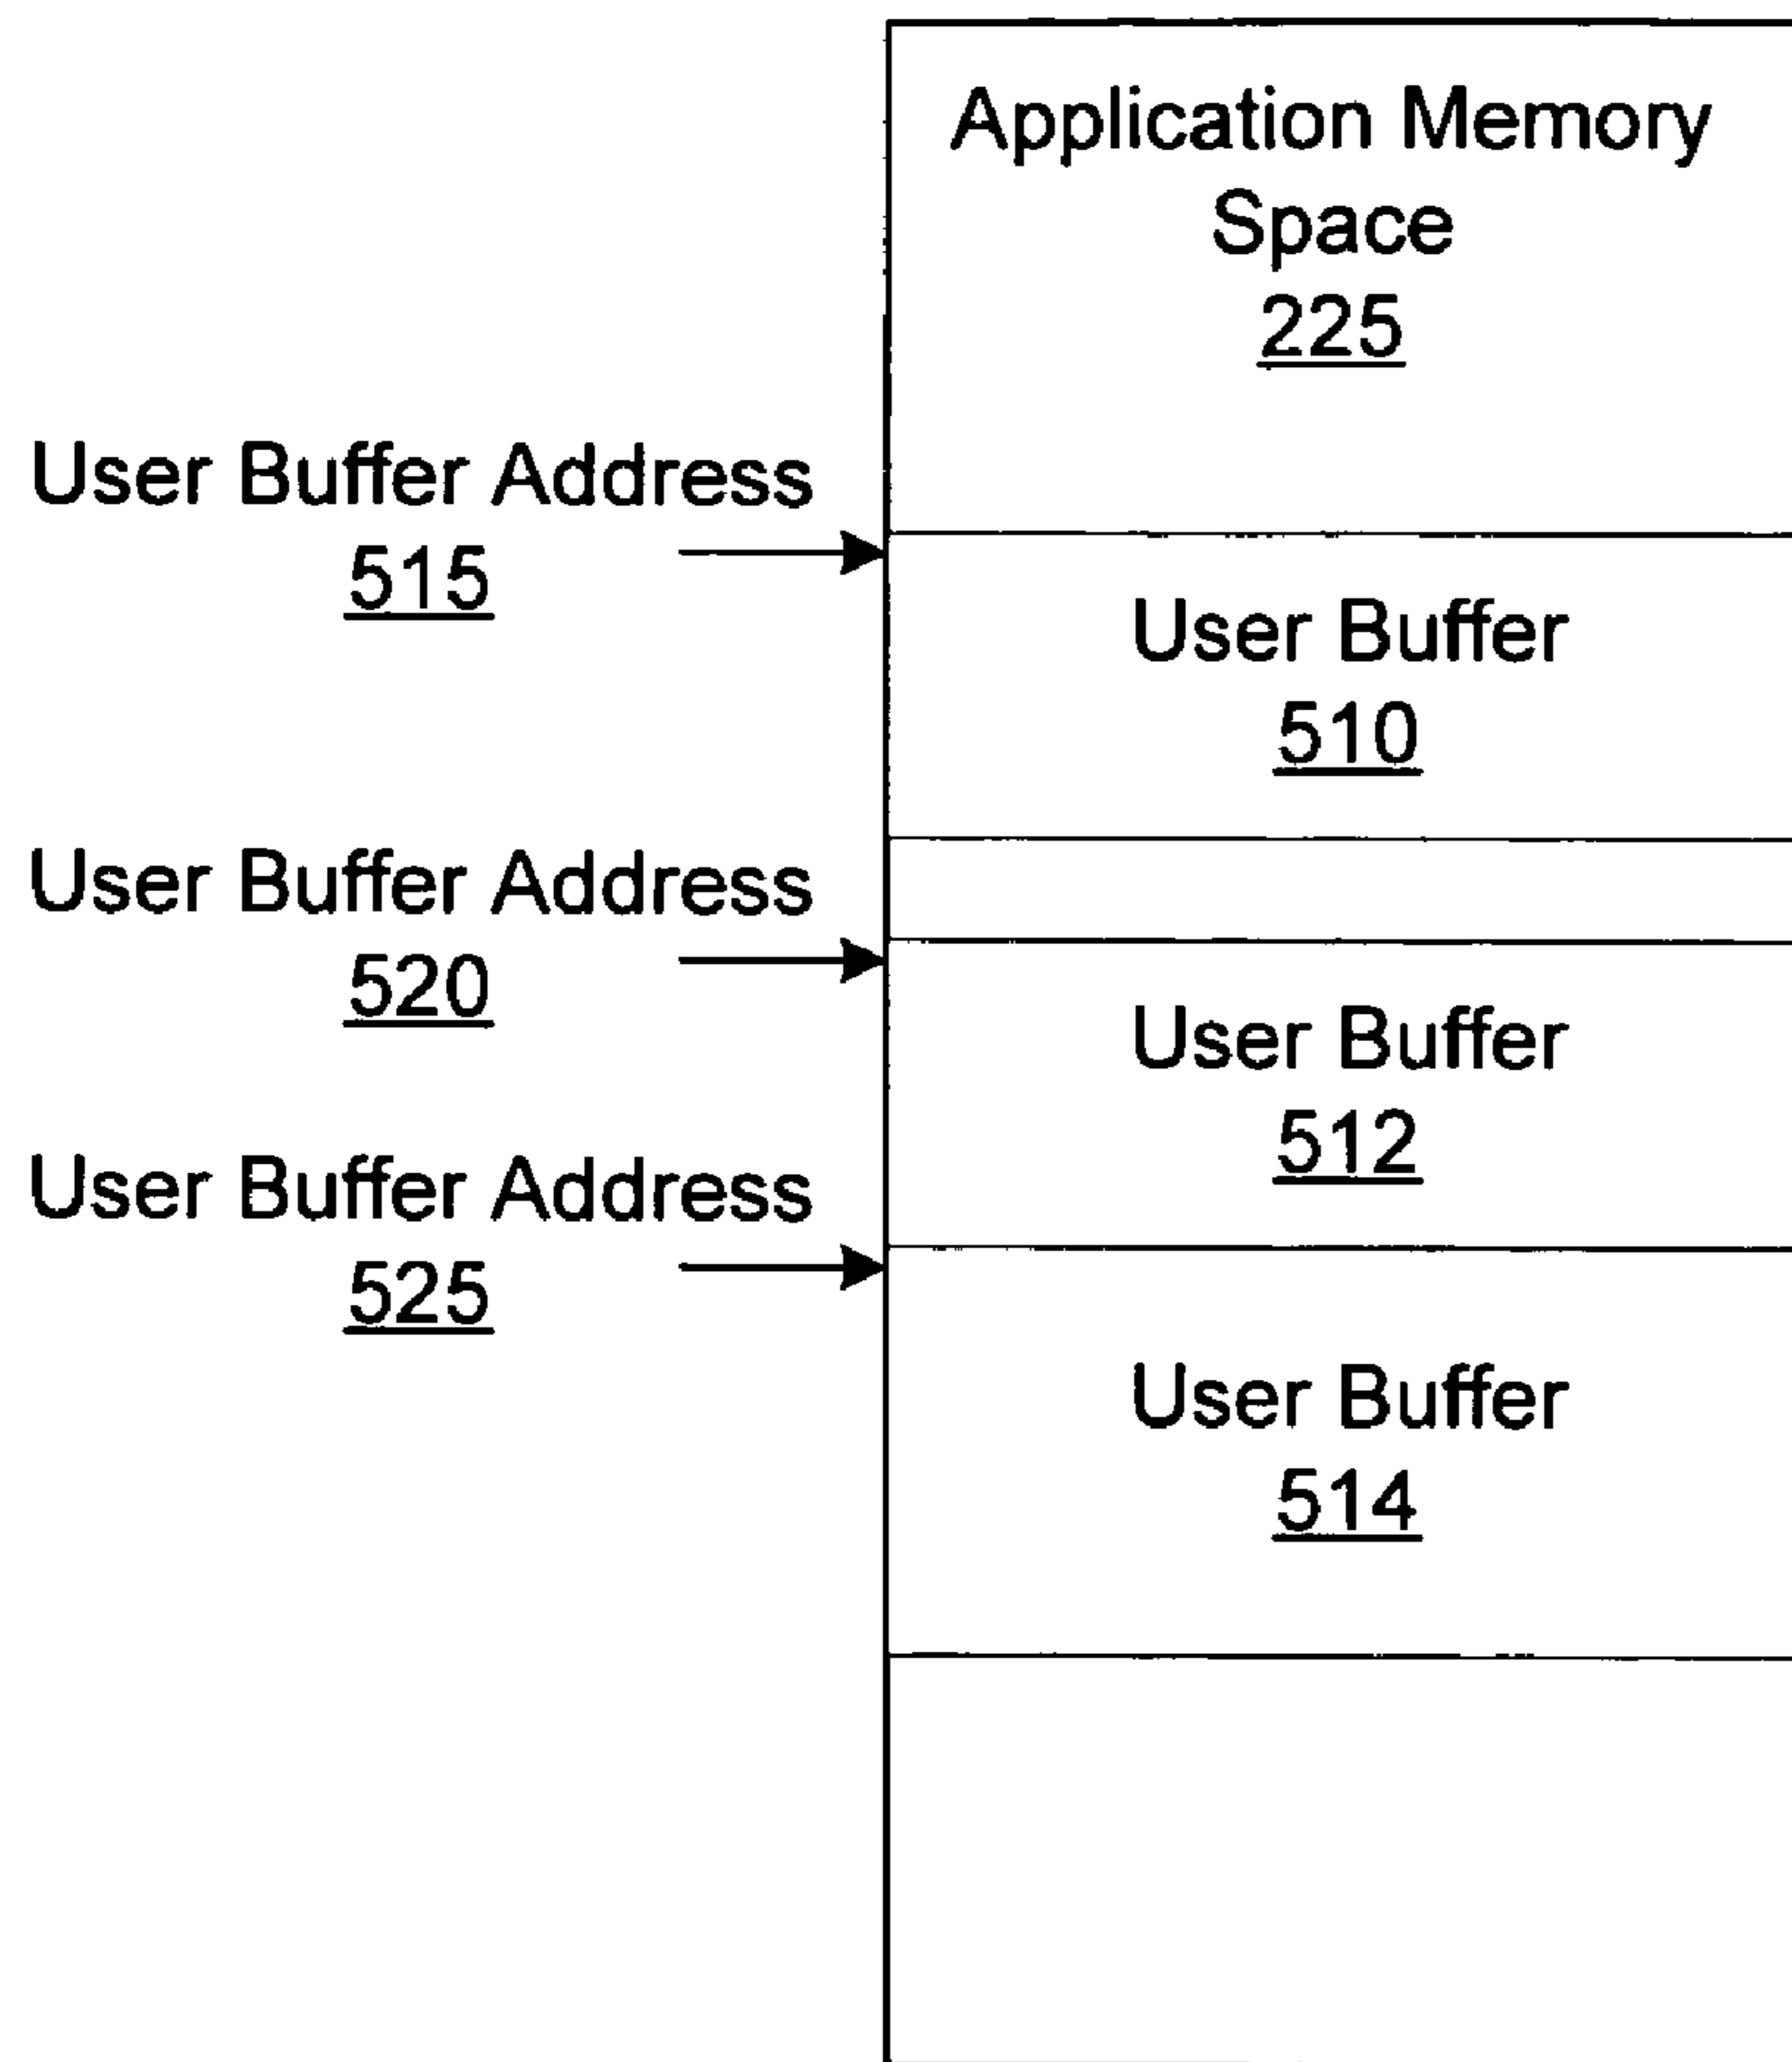 Application Memory
Space
225
User Buffer Address
515
User Buffer
510
User Buffer Address
520
User Buffer
512
User Buffer Address
525
User Buffer
514